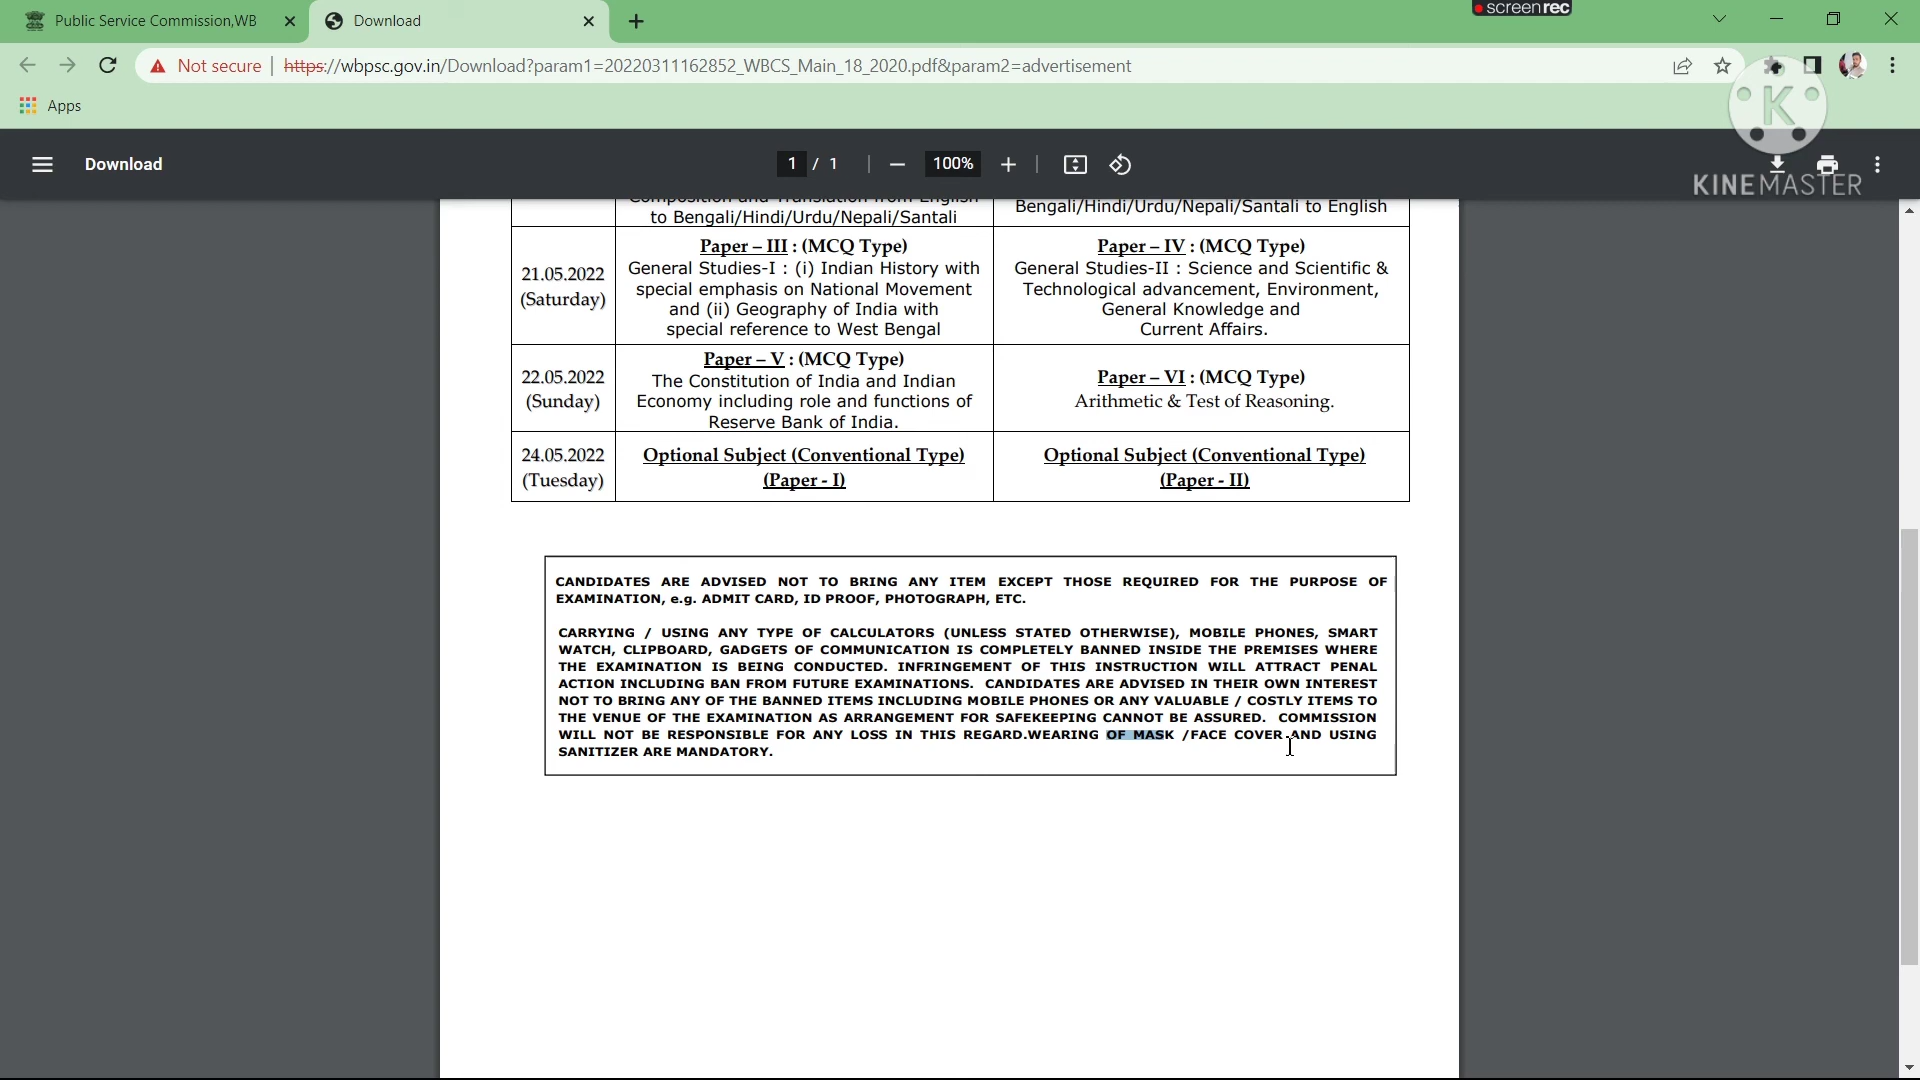 screenrec
Public Service Commission,WB
Download
Not secure
https://wbpsc.gov.in/Download?param1=20220311162852_WBCS_Main_18_2020.pdf&param2=advertisement
Apps
K
KINEMASTER
Download
1 / 1
100%
Composition and Translation from English
to Bengali/Hindi/Urdu/Nepali/Santali
Bengali/Hindi/Urdu/Nepali/Santali to English
21.05.2022
(Saturday)
Paper – III : (MCQ Type)
General Studies-I : (i) Indian History with
special emphasis on National Movement
and (ii) Geography of India with
special reference to West Bengal
Paper – IV : (MCQ Type)
General Studies-II : Science and Scientific &
Technological advancement, Environment,
General Knowledge and
Current Affairs.
22.05.2022
(Sunday)
Paper – V : (MCQ Type)
The Constitution of India and Indian
Economy including role and functions of
Reserve Bank of India.
Paper – VI : (MCQ Type)
Arithmetic & Test of Reasoning.
24.05.2022
(Tuesday)
Optional Subject (Conventional Type)
(Paper - I)
Optional Subject (Conventional Type)
(Paper - II)
CANDIDATES ARE ADVISED NOT TO BRING ANY ITEM EXCEPT THOSE REQUIRED FOR THE PURPOSE OF
EXAMINATION, e.g. ADMIT CARD, ID PROOF, PHOTOGRAPH, ETC.
CARRYING / USING ANY TYPE OF CALCULATORS (UNLESS STATED OTHERWISE), MOBILE PHONES, SMART
WATCH, CLIPBOARD, GADGETS OF COMMUNICATION IS COMPLETELY BANNED INSIDE THE PREMISES WHERE
THE EXAMINATION IS BEING CONDUCTED. INFRINGEMENT OF THIS INSTRUCTION WILL ATTRACT PENAL
ACTION INCLUDING BAN FROM FUTURE EXAMINATIONS. CANDIDATES ARE ADVISED IN THEIR OWN INTEREST
NOT TO BRING ANY OF THE BANNED ITEMS INCLUDING MOBILE PHONES OR ANY VALUABLE / COSTLY ITEMS TO
THE VENUE OF THE EXAMINATION AS ARRANGEMENT FOR SAFEKEEPING CANNOT BE ASSURED. COMMISSION
WILL NOT BE RESPONSIBLE FOR ANY LOSS IN THIS REGARD.WEARING OF MASK /FACE COVER AND USING
SANITIZER ARE MANDATORY.